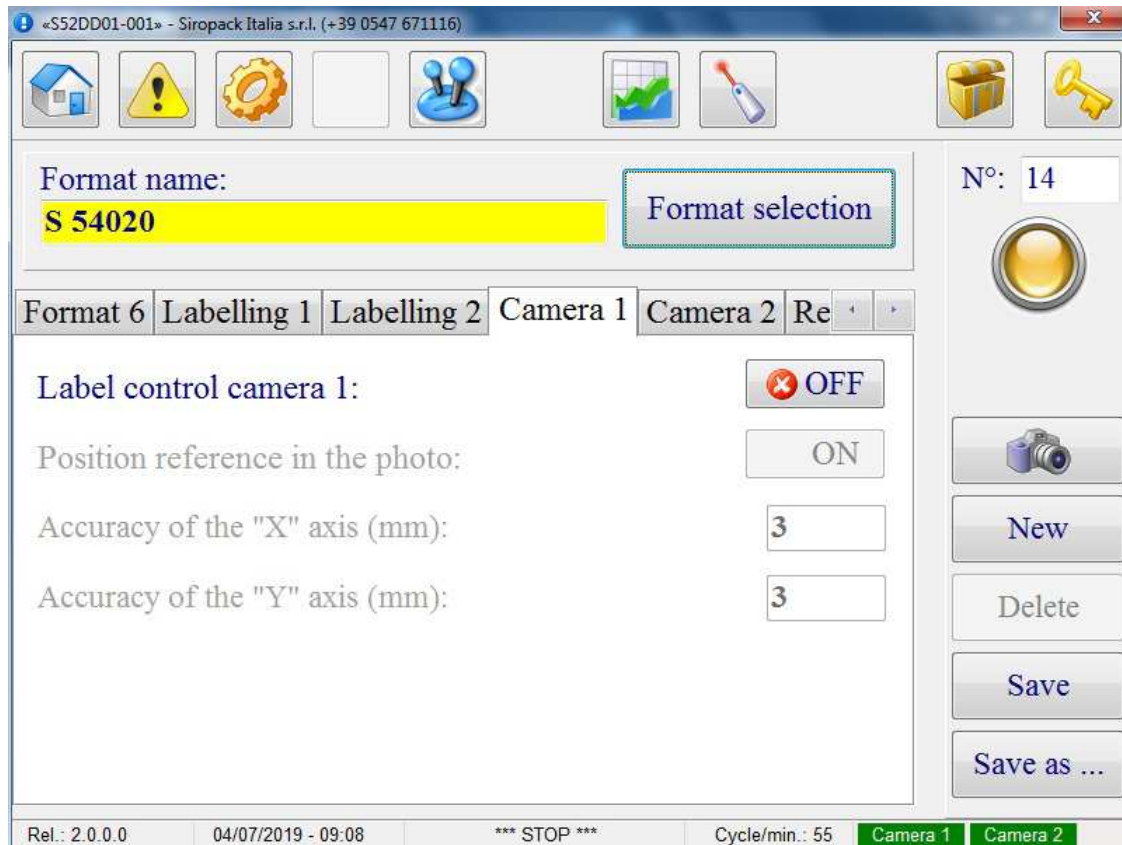 «S52DD01-001» - Siropack Italia s.r.l. (+39 0547 671116)
Format name:
S 54020
Format selection
N°: 14
Format 6 Labelling 1 Labelling 2 Camera 1 Camera 2 Re
Label control camera 1: OFF
Position reference in the photo: ON
Accuracy of the "X" axis (mm): 3
Accuracy of the "Y" axis (mm): 3
New
Delete
Save
Save as ...
Rel.: 2.0.0.0 04/07/2019 - 09:08 *** STOP *** Cycle/min.: 55 Camera 1 Camera 2